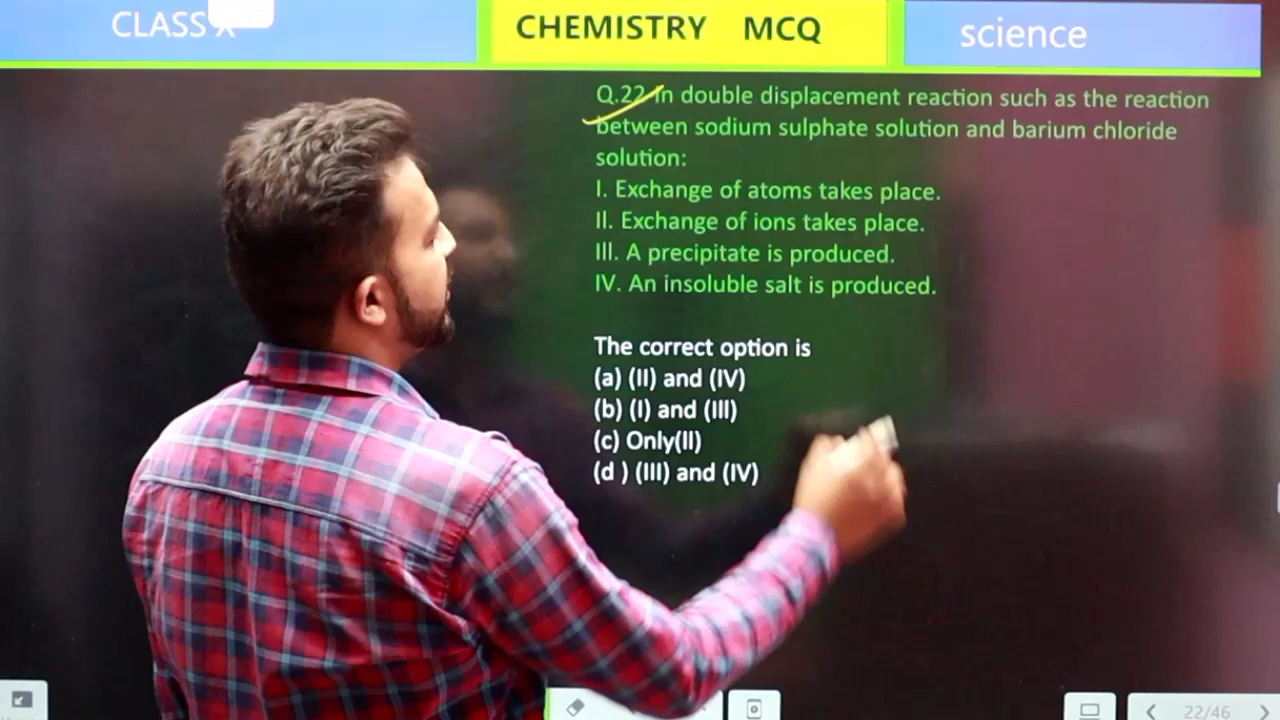 CLASS X
CHEMISTRY MCQ
science
Q.22 In double displacement reaction such as the reaction
between sodium sulphate solution and barium chloride
solution:
I. Exchange of atoms takes place.
II. Exchange of ions takes place.
III. A precipitate is produced.
IV. An insoluble salt is produced.
The correct option is
(a) (II) and (IV)
(b) (I) and (III)
(c) Only(II)
(d ) (III) and (IV)
22/46